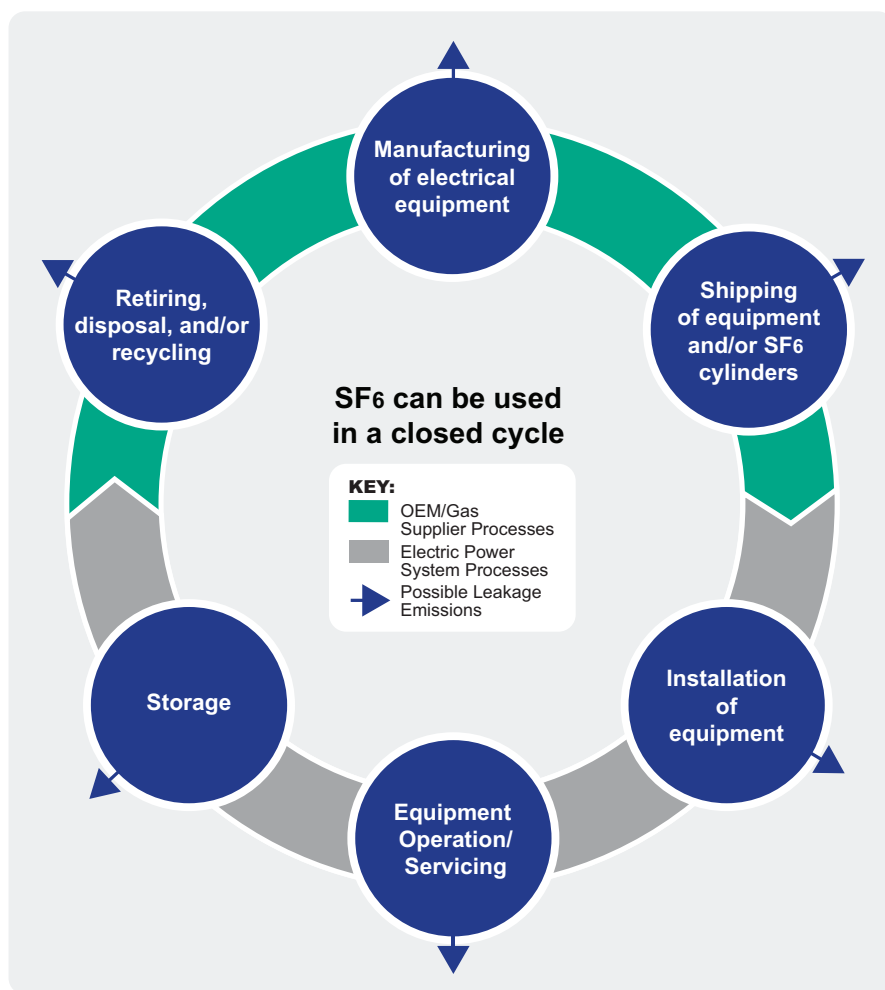 Manufacturing
of electrical
equipment
Shipping
of equipment
and/or SF6
cylinders
Retiring,
disposal, and/or
recycling
SF6 can be used
in a closed cycle
KEY:
OEM/Gas
Supplier Processes
Electric Power
System Processes
Possible Leakage
Emissions
Installation
of
equipment
Storage
Equipment
Operation/
Servicing